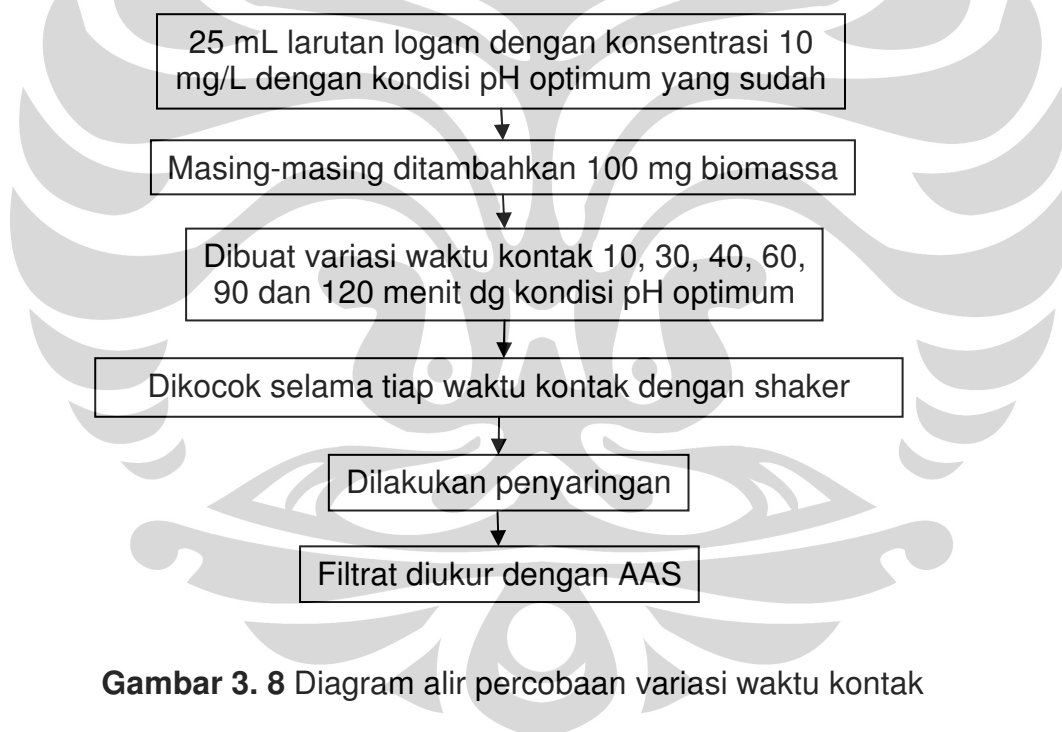 25 mL larutan logam dengan konsentrasi 10
mg/L dengan kondisi pH optimum yang sudah
Masing-masing ditambahkan 100 mg biomassa
Dibuat variasi waktu kontak 10, 30, 40, 60,
90 dan 120 menit dg kondisi pH optimum
Dikocok selama tiap waktu kontak dengan shaker
Dilakukan penyaringan
Filtrat diukur dengan AAS
Gambar 3. 8 Diagram alir percobaan variasi waktu kontak